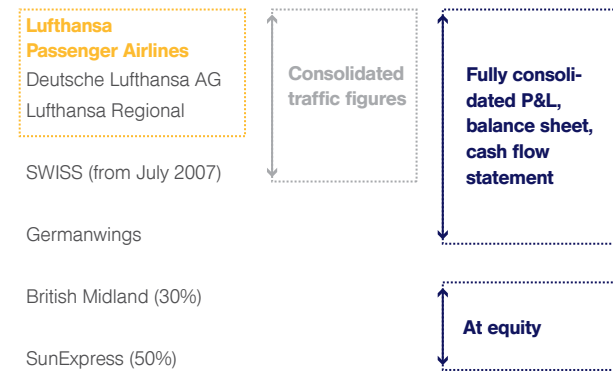 Lufthansa
Passenger Airlines
Deutsche Lufthansa AG
Lufthansa Regional
SWISS (from July 2007)
Germanwings
British Midland (30%)
SunExpress (50%)
Consolidated
traffic figures
Fully consoli-
dated P&L,
balance sheet,
cash flow
statement
At equity